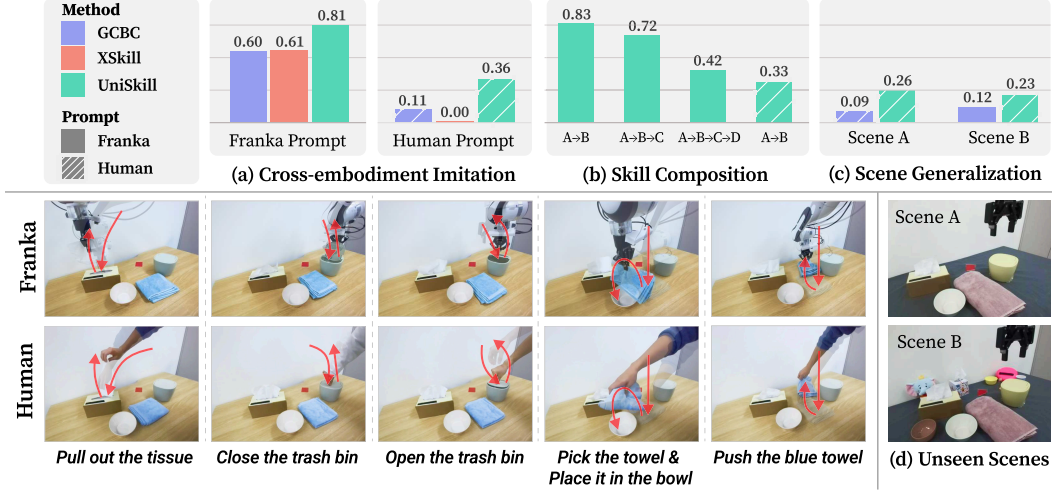 Method
GCBC
XSkill
UniSkill
Prompt
Franka
Human
0.60
0.61
0.81
0.11
0.00
0.36
Franka Prompt
Human Prompt
(a) Cross-embodiment Imitation
0.83
0.72
0.42
0.33
A→B
A→B→C
A→B→C→D
A→B
(b) Skill Composition
0.09
0.26
0.12
0.23
Scene A
Scene B
(c) Scene Generalization
Franka
Human
Pull out the tissue
Close the trash bin
Open the trash bin
Pick the towel &
Place it in the bowl
Push the blue towel
Scene A
Scene B
(d) Unseen Scenes